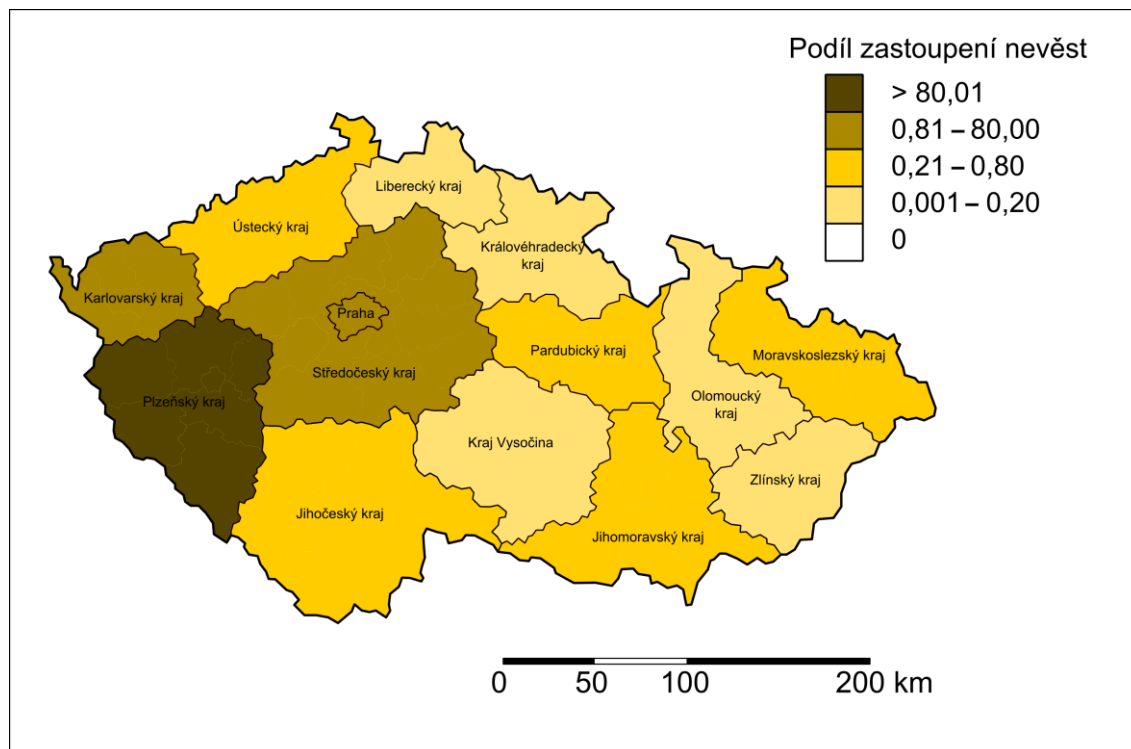 Podíl zastoupení nevěst
> 80,01
0,81 – 80,00
0,21 – 0,80
0,001 – 0,20
0
Liberecký kraj
Ústecký kraj
Královéhradecký
kraj
Karlovarský kraj
Praha
Pardubický kraj
Moravskoslezský kraj
Středočeský kraj
Plzeňský kraj
Olomoucký
kraj
Kraj Vysočina
Zlínský kraj
Jihočeský kraj
Jihomoravský kraj
0 50 100 200 km